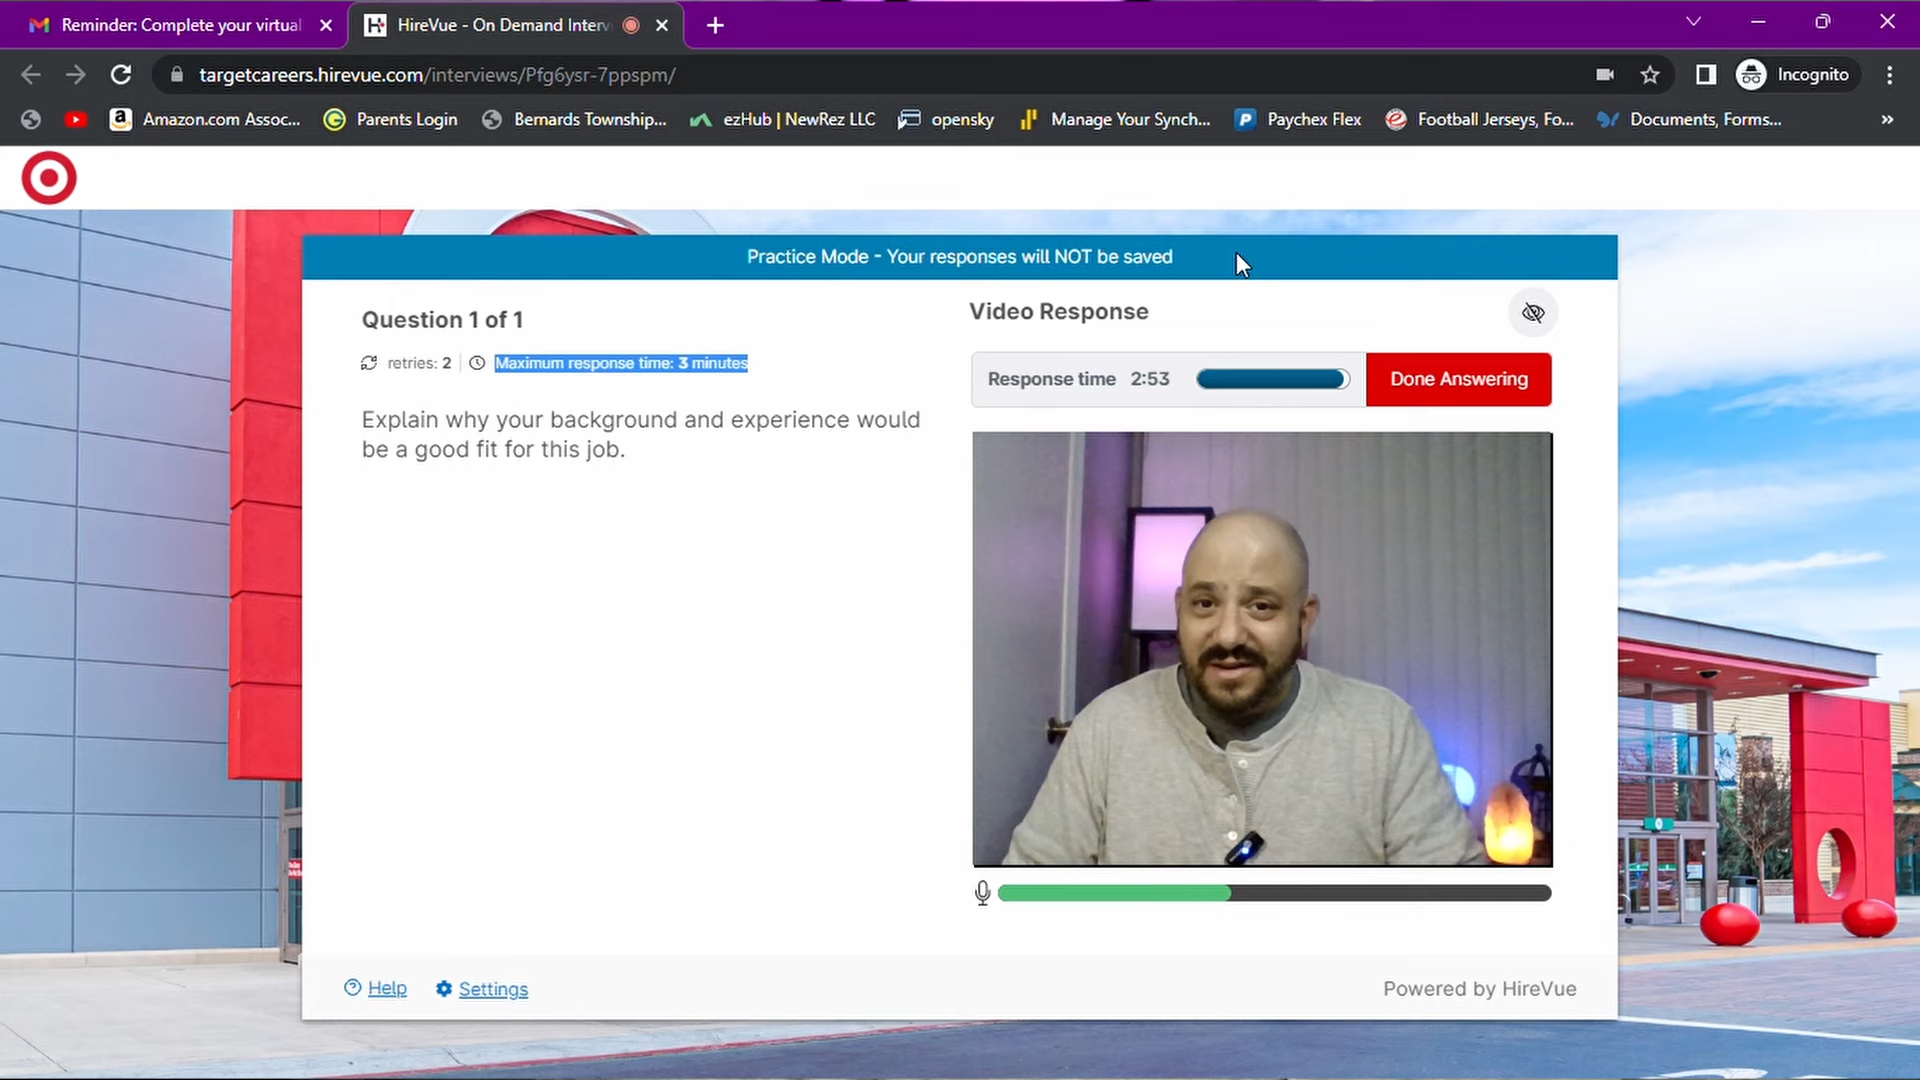 Reminder: Complete your virtual
HireVue - On Demand Interv
targetcareers.hirevue.com/interviews/Pfg6ysr-7ppspm/
Incognito
Amazon.com Assoc...
Parents Login
Bernards Township...
ezHub | NewRez LLC
opensky
Manage Your Synch...
Paychex Flex
Football Jerseys, Fo...
Documents, Forms...
Practice Mode - Your responses will NOT be saved
Question 1 of 1
retries: 2
Maximum response time: 3 minutes
Explain why your background and experience would
be a good fit for this job.
Video Response
Response time 2:53
Done Answering
Help
Settings
Powered by HireVue